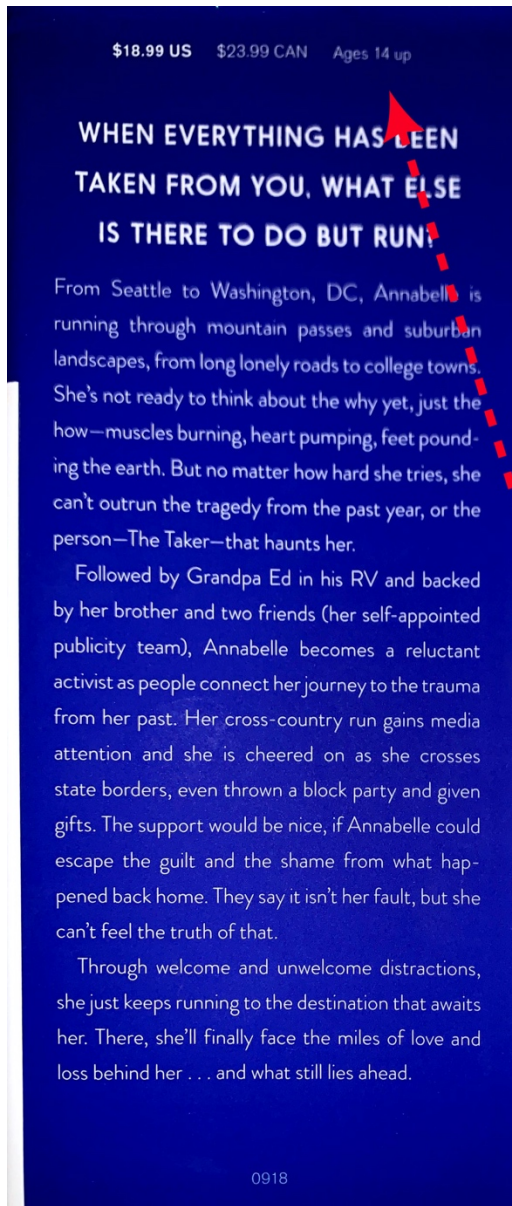 $18.99 US $23.99 CAN Ages 14 up
WHEN EVERYTHING HAS BEEN
TAKEN FROM YOU, WHAT ELSE
IS THERE TO DO BUT RUN?
From Seattle to Washington, DC, Annabelle is
running through mountain passes and suburban
landscapes, from long lonely roads to college towns.
She's not ready to think about the why yet, just the
how—muscles burning, heart pumping, feet pound-
ing the earth. But no matter how hard she tries, she
can't outrun the tragedy from the past year, or the
person—The Taker—that haunts her.
Followed by Grandpa Ed in his RV and backed
by her brother and two friends (her self-appointed
publicity team), Annabelle becomes a reluctant
activist as people connect her journey to the trauma
from her past. Her cross-country run gains media
attention and she is cheered on as she crosses
state borders, even thrown a block party and given
gifts. The support would be nice, if Annabelle could
escape the guilt and the shame from what hap-
pened back home. They say it isn't her fault, but she
can't feel the truth of that.
Through welcome and unwelcome distractions,
she just keeps running to the destination that awaits
her. There, she'll finally face the miles of love and
loss behind her . . . and what still lies ahead.
0918